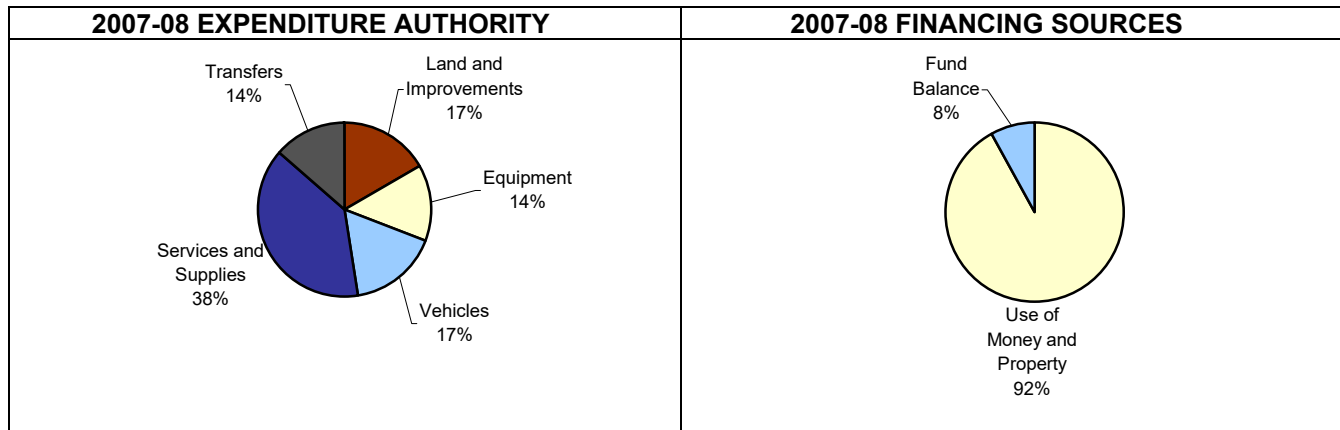 2007-08 EXPENDITURE AUTHORITY
Transfers
14%
Land and
Improvements
17%
Equipment
14%
Services and
Supplies
38%
Vehicles
17%
2007-08 FINANCING SOURCES
Fund
Balance
8%
Use of
Money and
Property
92%